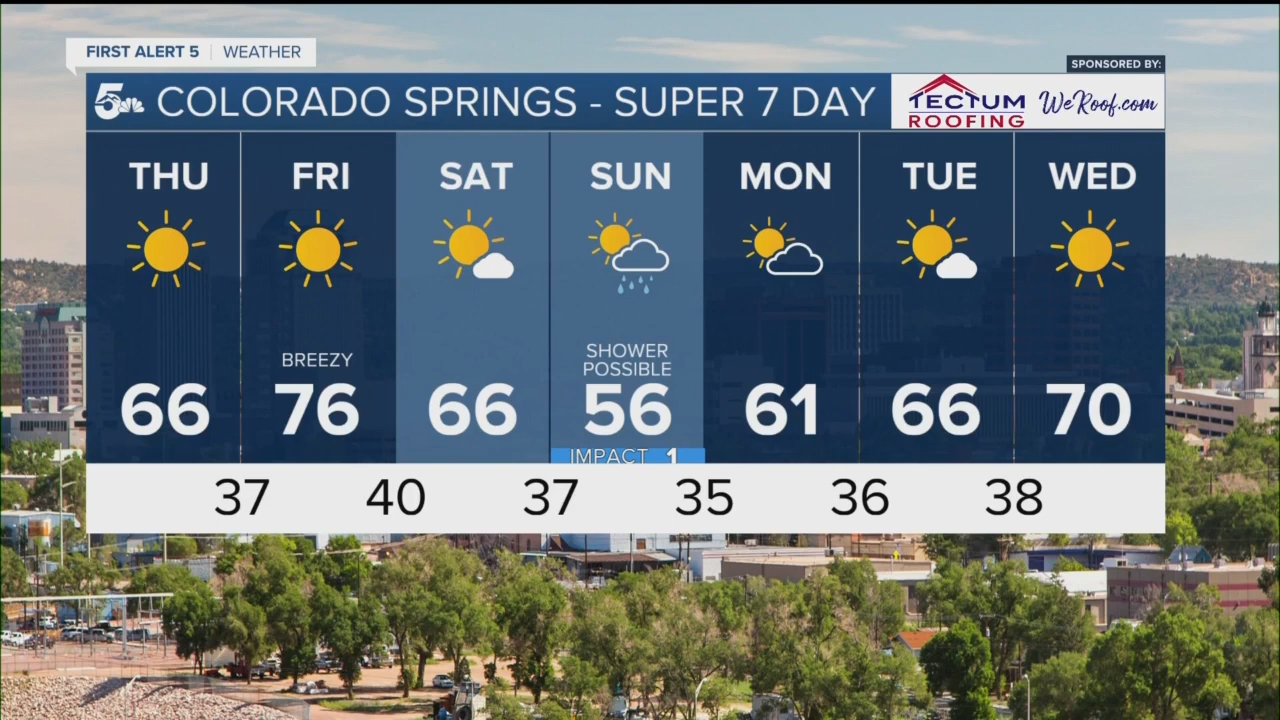 FIRST ALERT 5 | WEATHER
SPONSORED BY:
5 COLORADO SPRINGS - SUPER 7 DAY
TECTUM
ROOFING
WeRoof.com
THU FRI SAT SUN MON TUE WED
BREEZY
SHOWER
POSSIBLE
66 76 66 56 61 66 70
IMPACT 1
37 40 37 35 36 38